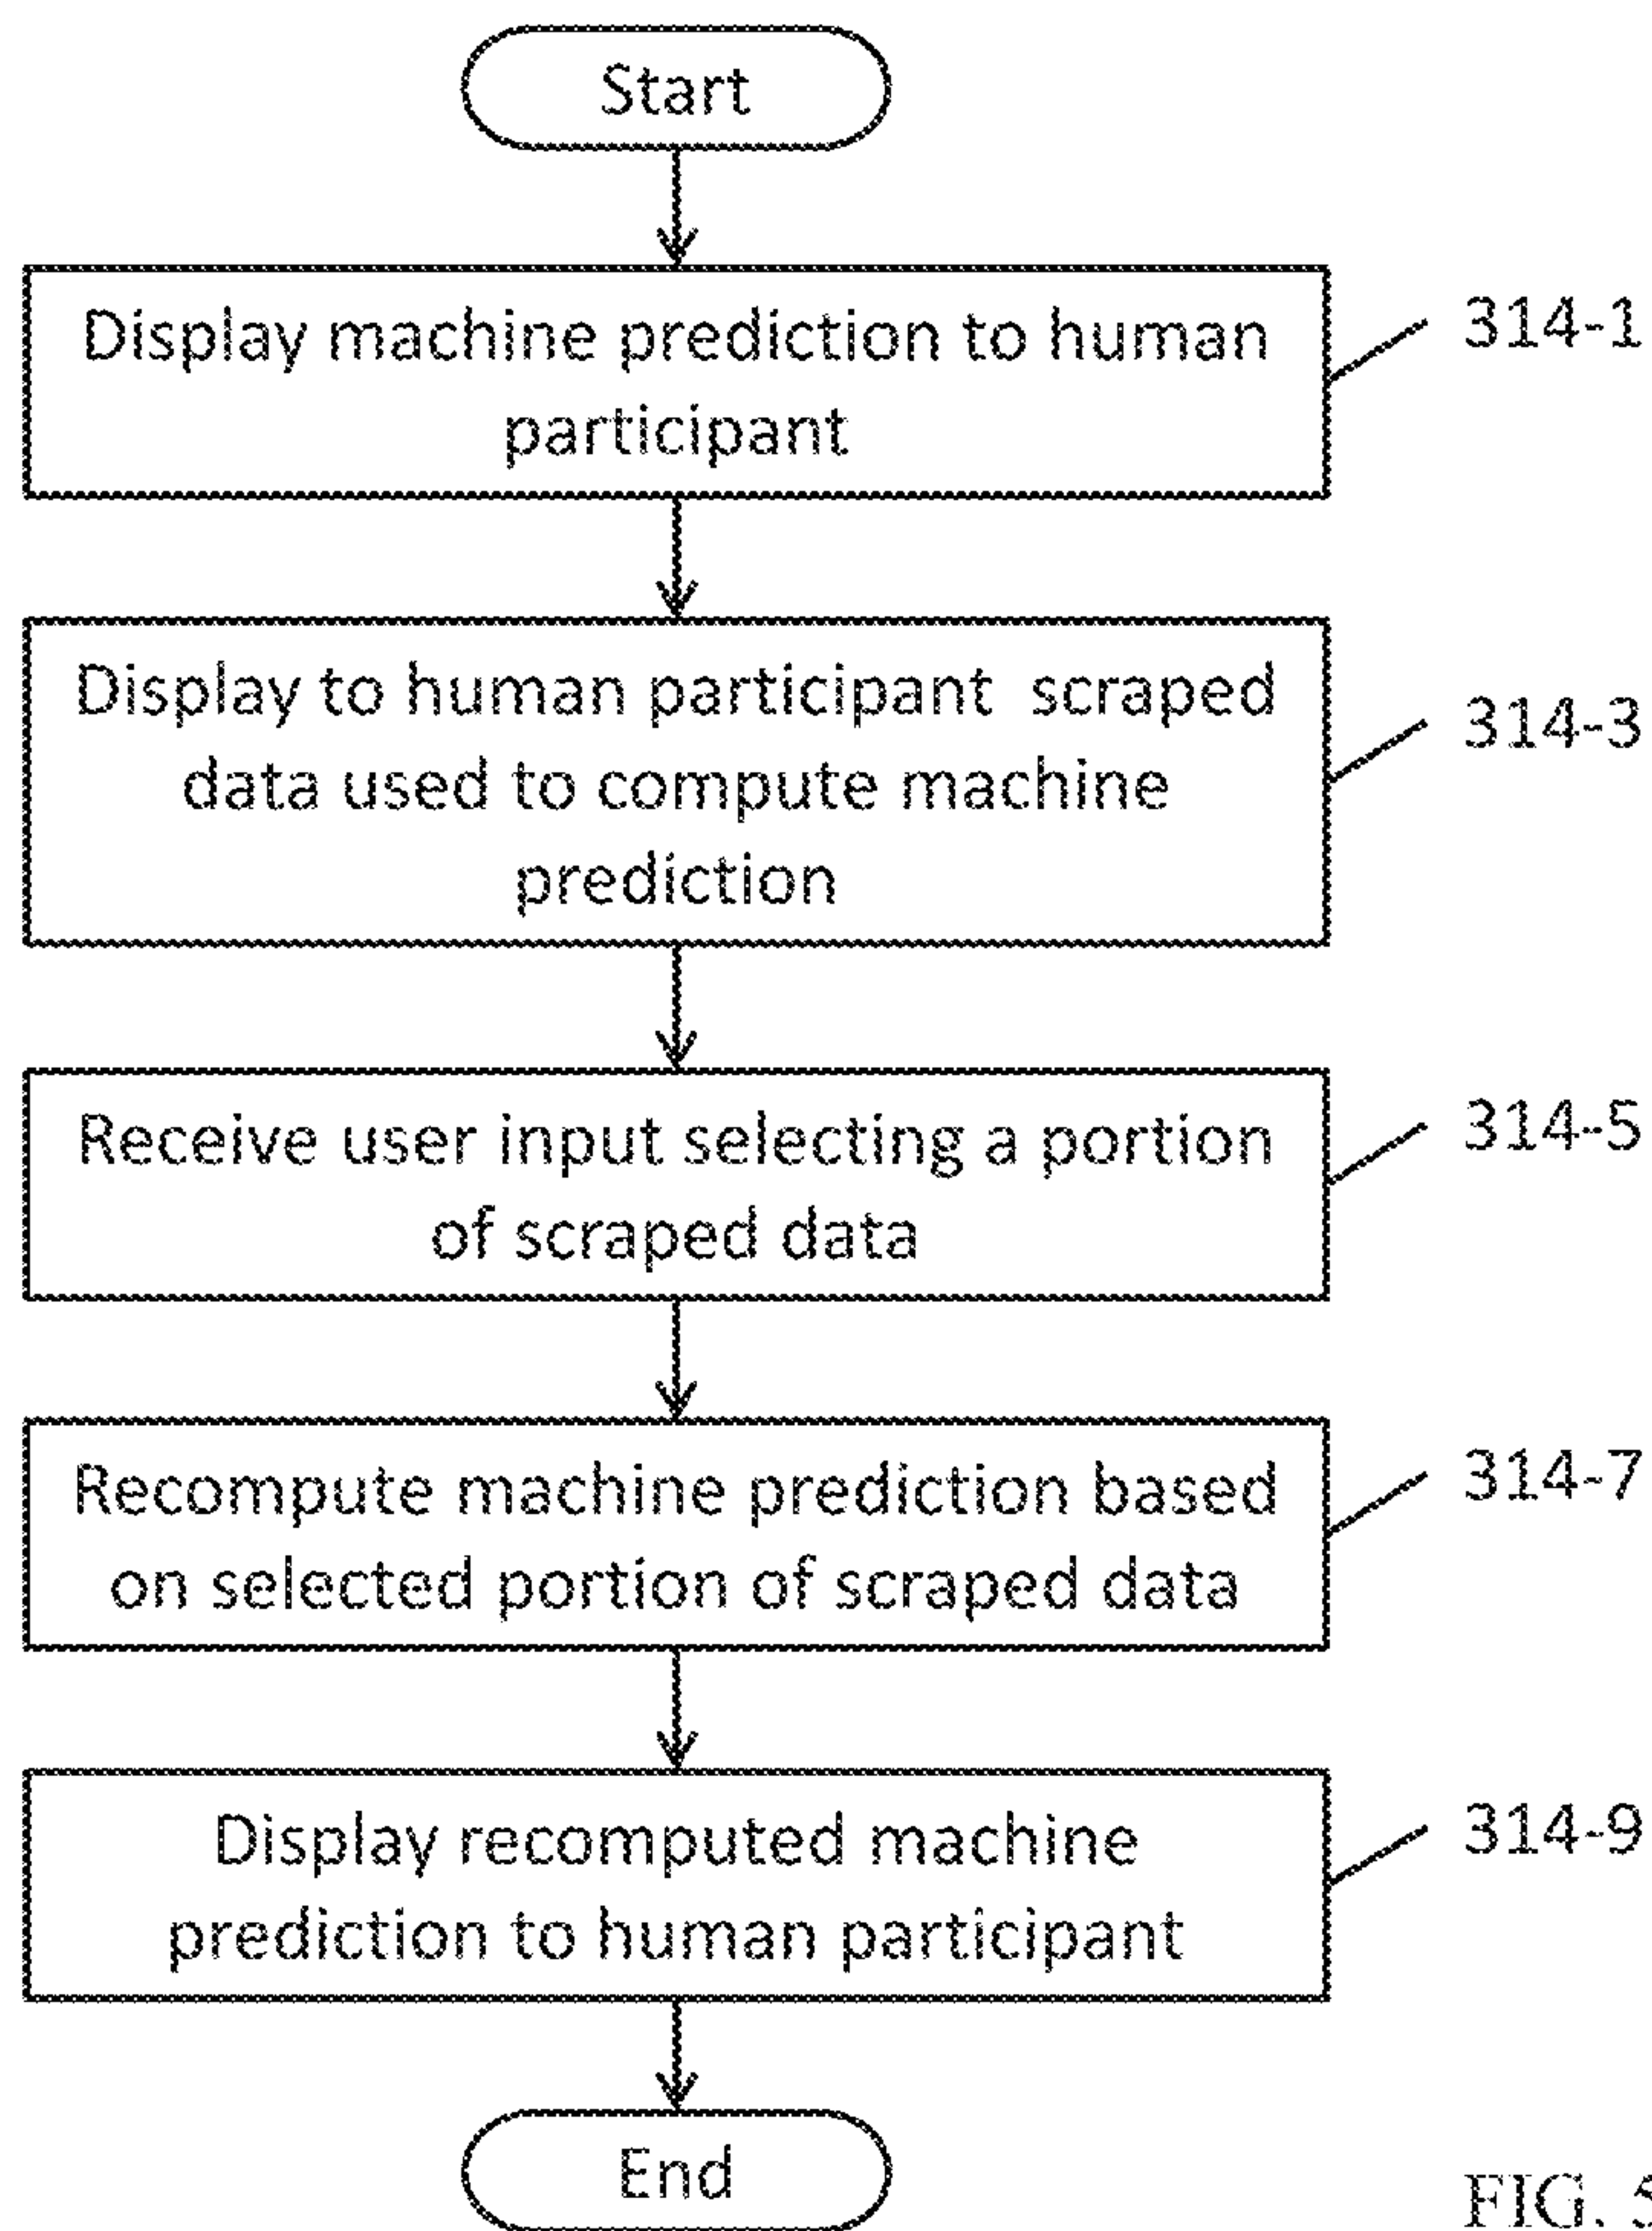 Start
Display machine prediction to human
participant
314-1
Display to human participant scraped
data used to compute machine
prediction
314-3
Receive user input selecting a portion
of scraped data
314-5
Recompute machine prediction based
on selected portion of scraped data
314-7
Display recomputed machine
prediction to human participant
314-9
End
FIG. 5